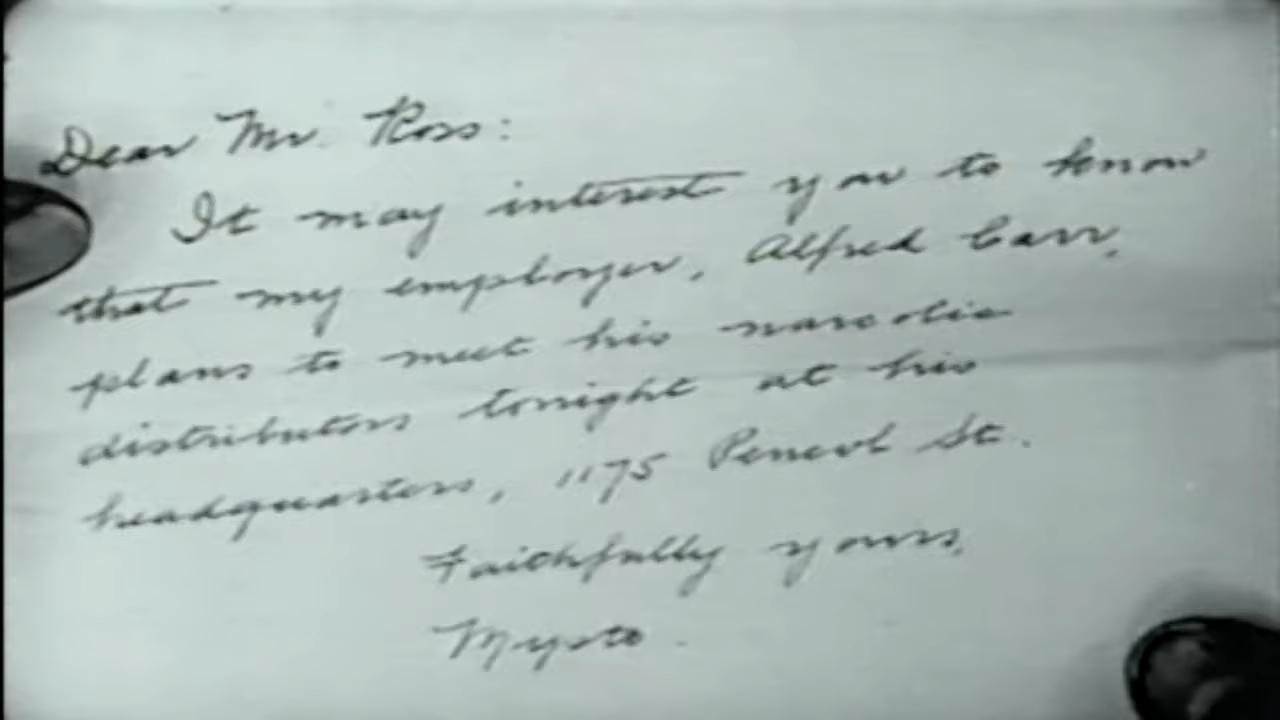 Dear Mr. Ross:
It may interest you to know
that my employer, Alfred Carr,
plans to meet his narcotic
distributors tonight at his
headquarters, 1175 St.
Faithfully yours,
Mysto.